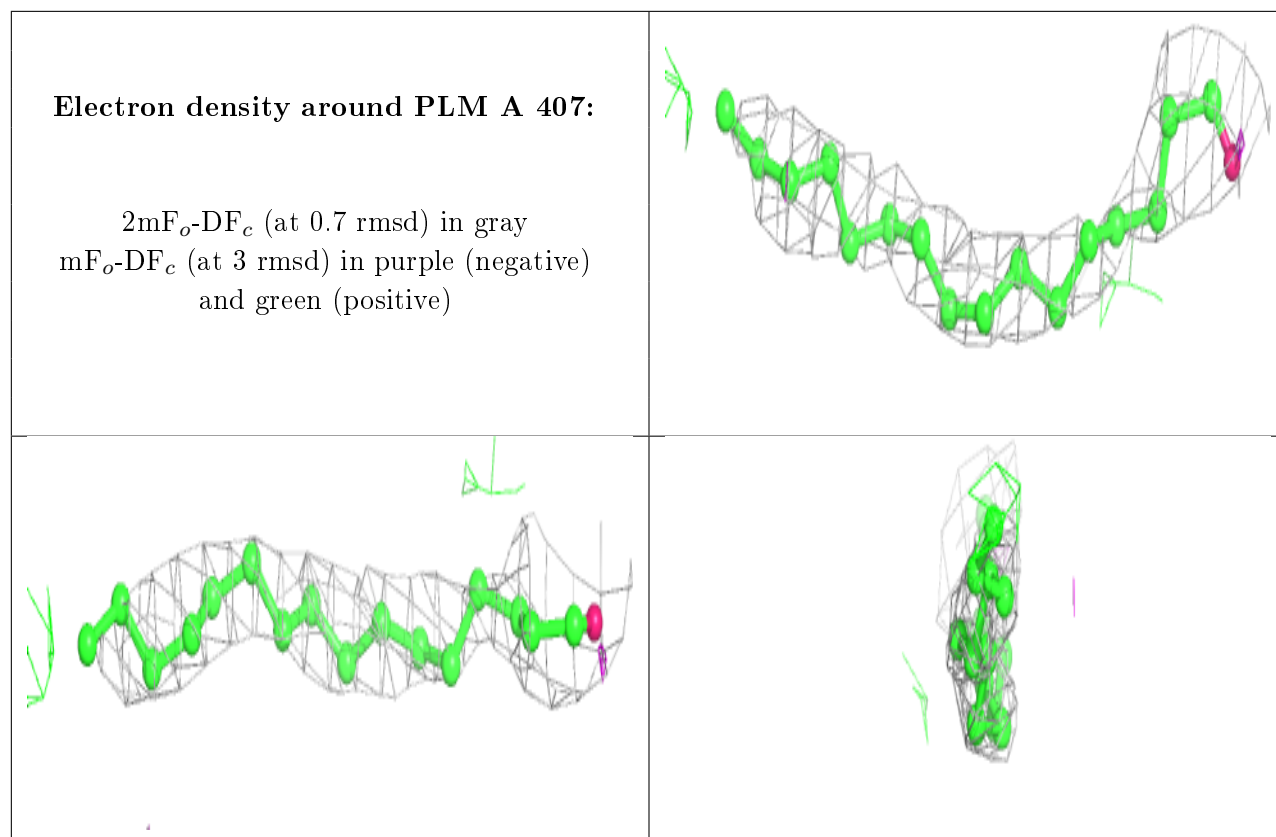 Electron density around PLM A 407:
2mFₒ-DF𝒸 (at 0.7 rmsd) in gray
mFₒ-DF𝒸 (at 3 rmsd) in purple (negative)
and green (positive)